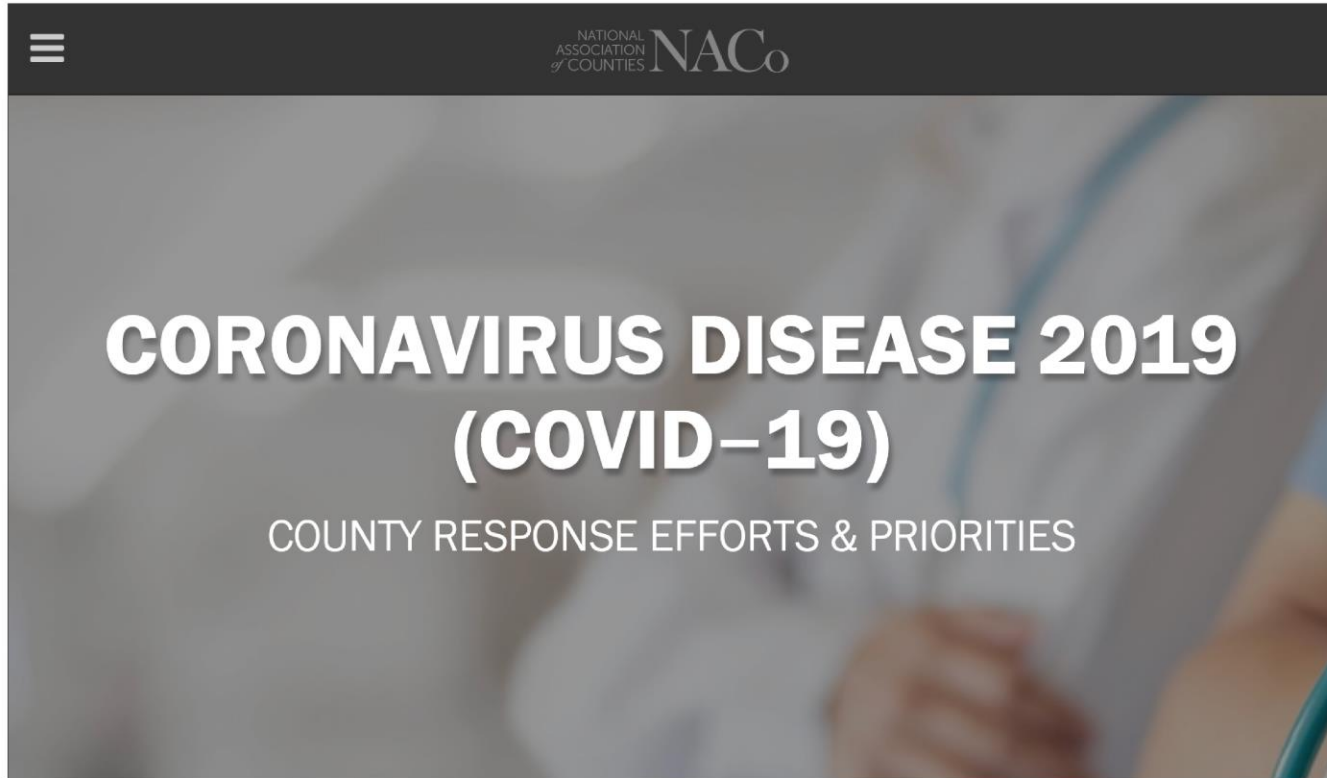 NATIONAL
ASSOCIATION
of COUNTIES NACo
CORONAVIRUS DISEASE 2019
(COVID–19)
COUNTY RESPONSE EFFORTS & PRIORITIES